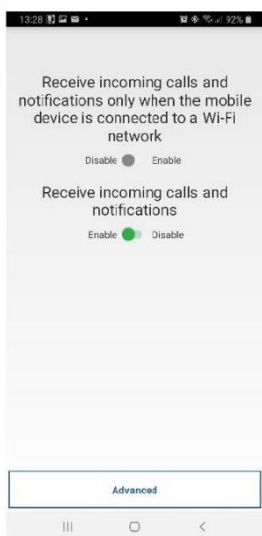 13:28
92%
Receive incoming calls and
notifications only when the mobile
device is connected to a Wi-Fi
network
Disable Enable
Receive incoming calls and
notifications
Enable Disable
Advanced